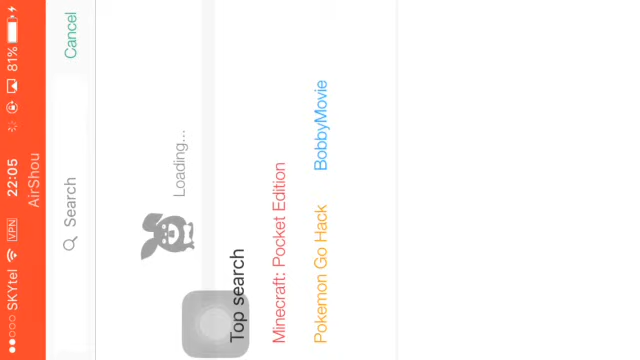 SKYtel VPN 22:05 81%
AirShou
Search Cancel
Loading...
Top search
Minecraft: Pocket Edition
Pokemon Go Hack BobbyMovie